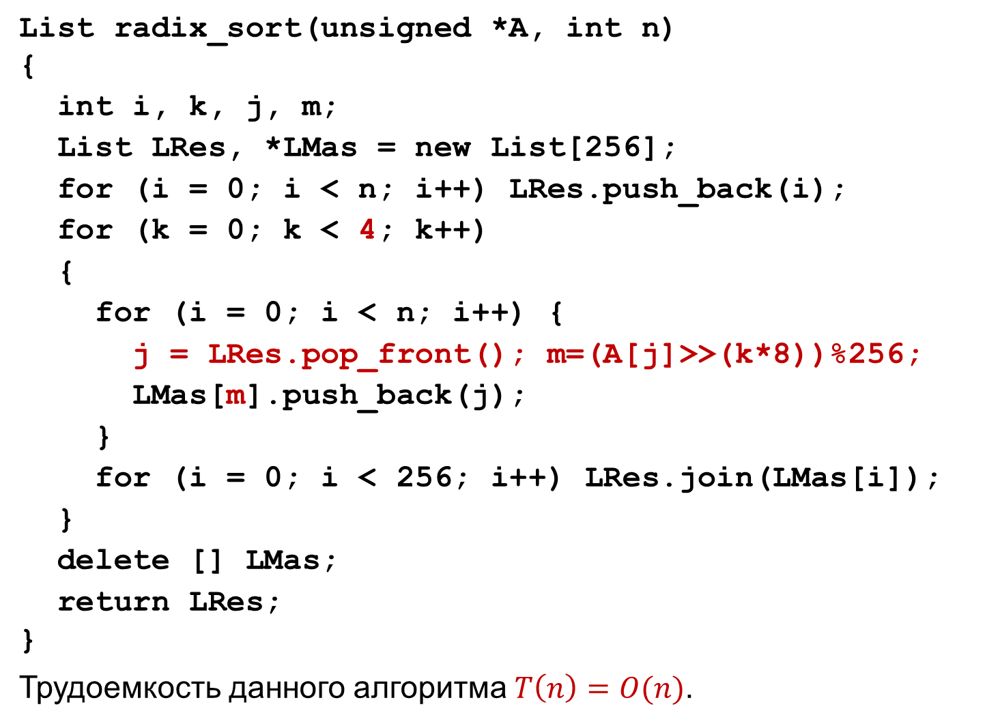 List radix_sort(unsigned *A, int n)
{
int i, k, j, m;
List LRes, *LMas = new List[256];
for (i = 0; i < n; i++) LRes.push_back(i);
for (k = 0; k < 4; k++)
{
for (i = 0; i < n; i++) {
j = LRes.pop_front(); m=(A[j]>>(k*8))%256;
LMas[m].push_back(j);
}
for (i = 0; i < 256; i++) LRes.join(LMas[i]);
}
delete [] LMas;
return LRes;
}
Трудоемкость данного алгоритма T(n) = O(n).